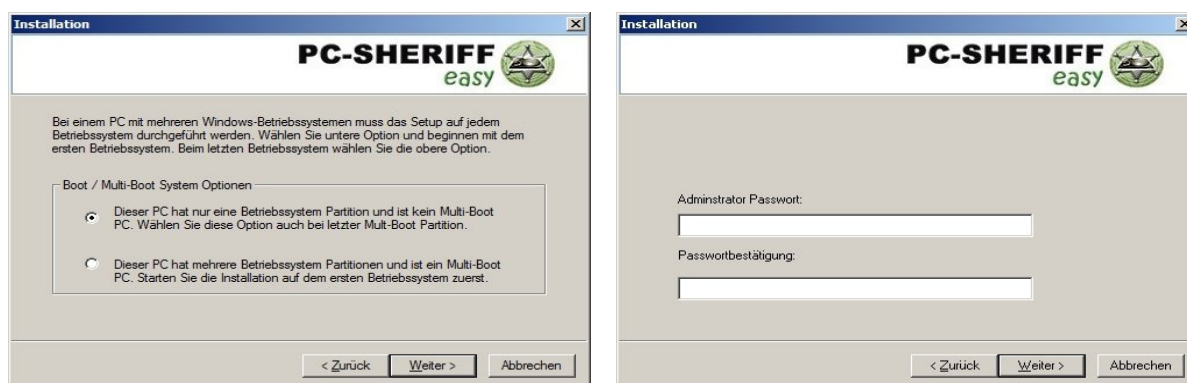 Installation
PC-SHERIFF
easy
Bei einem PC mit mehreren Windows-Betriebssystemen muss das Setup auf jedem
Betriebssystem durchgeführt werden. Wählen Sie untere Option und beginnen mit dem
ersten Betriebssystem. Beim letzten Betriebssystem wählen Sie die obere Option.
Boot / Multi-Boot System Optionen
Dieser PC hat nur eine Betriebssystem Partition und ist kein Multi-Boot
PC. Wählen Sie diese Option auch bei letzter Mult-Boot Partition.
Dieser PC hat mehrere Betriebssystem Partitionen und ist ein Multi-Boot
PC. Starten Sie die Installation auf dem ersten Betriebssystem zuerst.
< Zurück Weiter > Abbrechen
Installation
PC-SHERIFF
easy
Adminstrator Passwort:
Passwortbestätigung:
< Zurück Weiter > Abbrechen